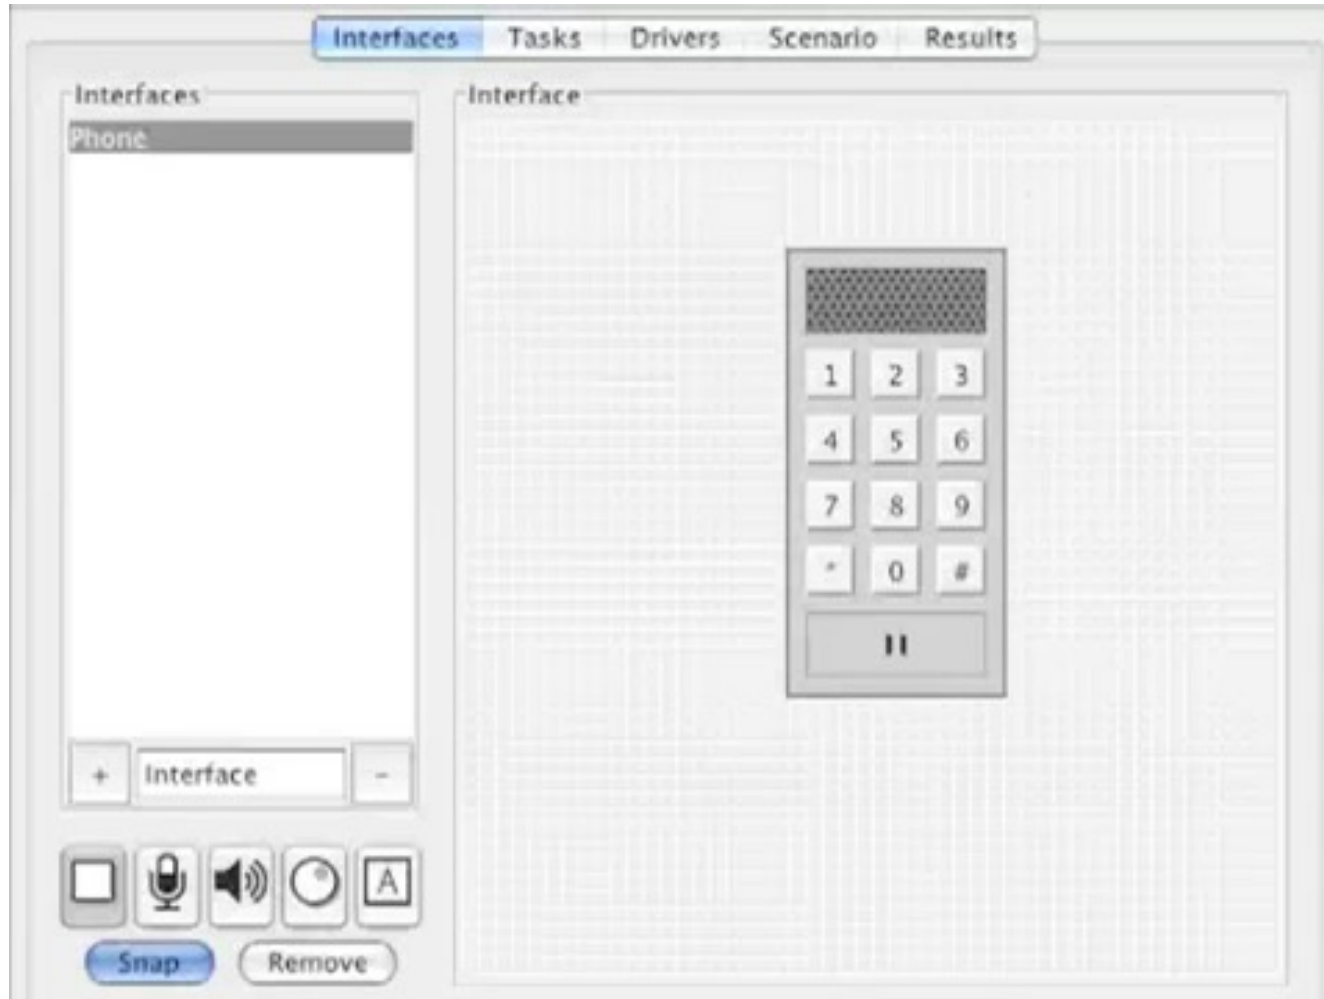 Interfaces Tasks Drivers Scenario Results
Interfaces
Phone
+ Interface -
A
Snap Remove
Interface
1 2 3
4 5 6
7 8 9
* 0 #